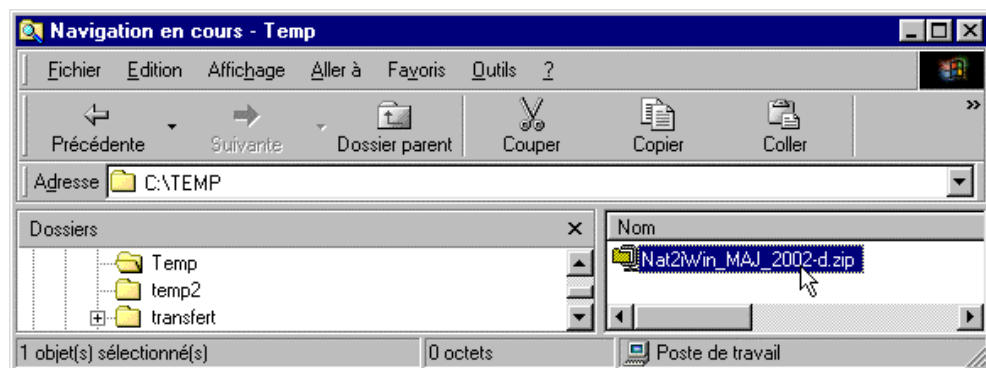 Navigation en cours - Temp
Fichier Edition Affichage Aller à Favoris Outils ?
Précédente Suivante Dossier parent Couper Copier Coller »
Adresse C:\TEMP
Dossiers × Nom
Temp Nat2iWin_MAJ_2002-d.zip
temp2
transfert
1 objet(s) sélectionné(s) 0 octets Poste de travail